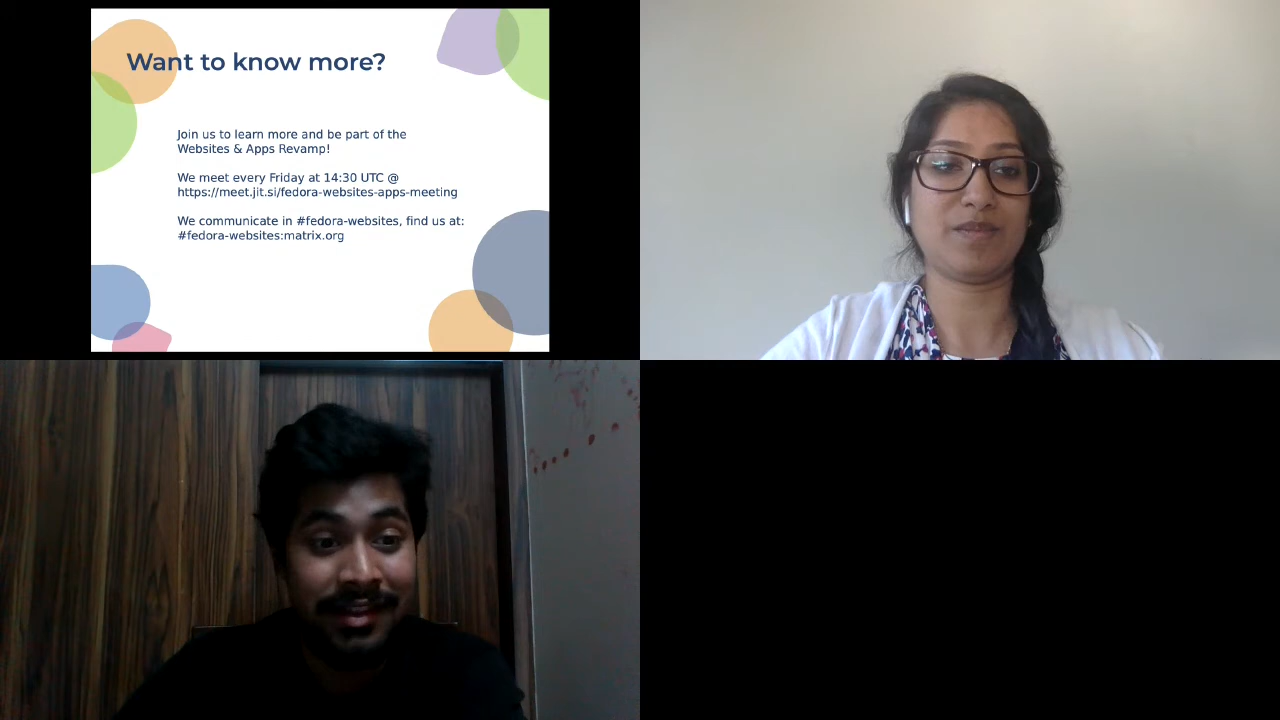 Want to know more?
Join us to learn more and be part of the
Websites & Apps Revamp!
We meet every Friday at 14:30 UTC @
https://meet.jit.si/fedora-websites-apps-meeting
We communicate in #fedora-websites, find us at:
#fedora-websites:matrix.org